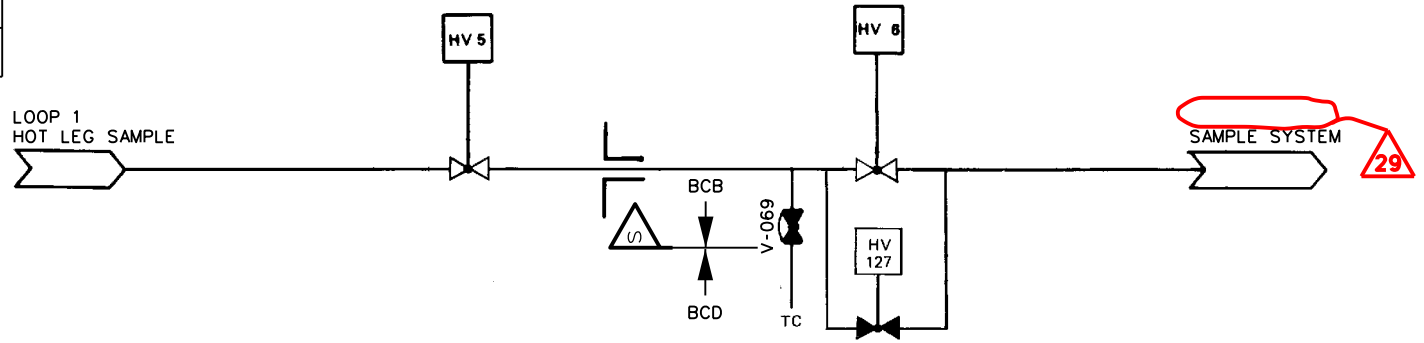 HV 5
HV 6
LOOP 1
HOT LEG SAMPLE
SAMPLE SYSTEM
29
BCB
S
V-069
HV
127
BCD
TC